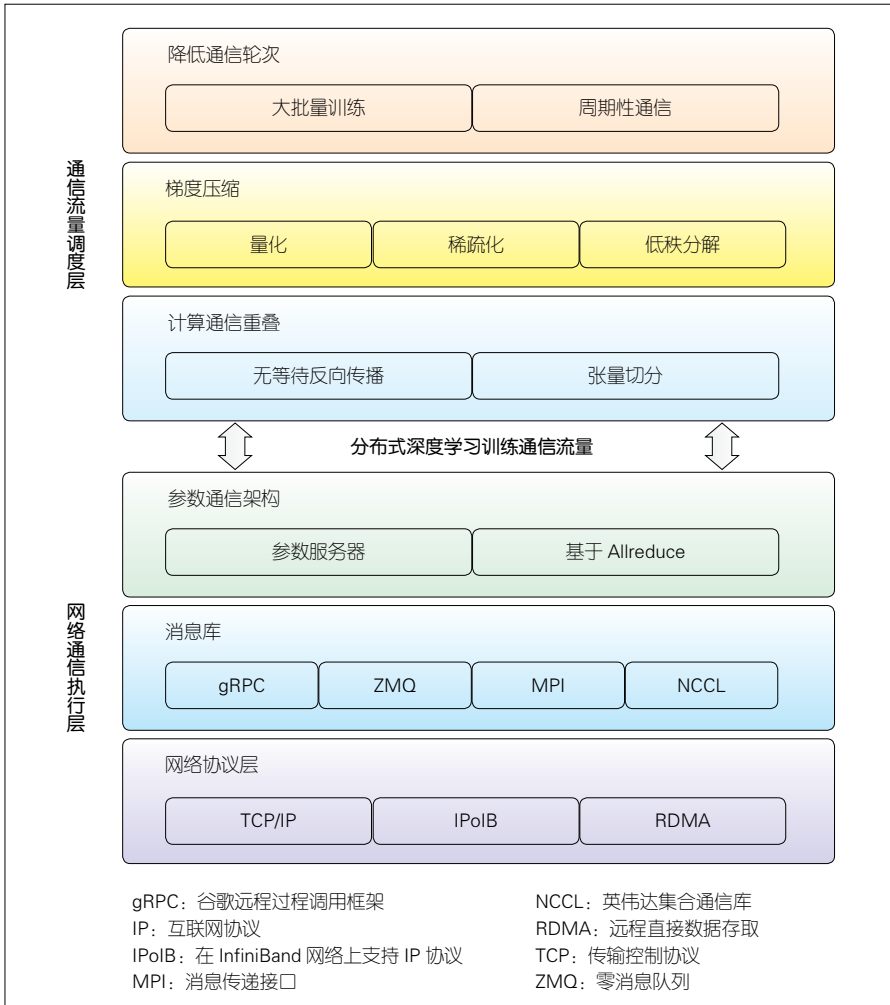 降低通信轮次
大批量训练 周期性通信
通信流量调度层
梯度压缩
量化 稀疏化 低秩分解
计算通信重叠
无等待反向传播 张量切分
分布式深度学习训练通信流量
参数通信架构
参数服务器 基于 Allreduce
网络通信执行层
消息库
gRPC ZMQ MPI NCCL
网络协议层
TCP/IP IPoIB RDMA
gRPC：谷歌远程过程调用框架
IP：互联网协议
IPoIB：在 InfiniBand 网络上支持 IP 协议
MPI：消息传递接口
NCCL：英伟达集合通信库
RDMA：远程直接数据存取
TCP：传输控制协议
ZMQ：零消息队列